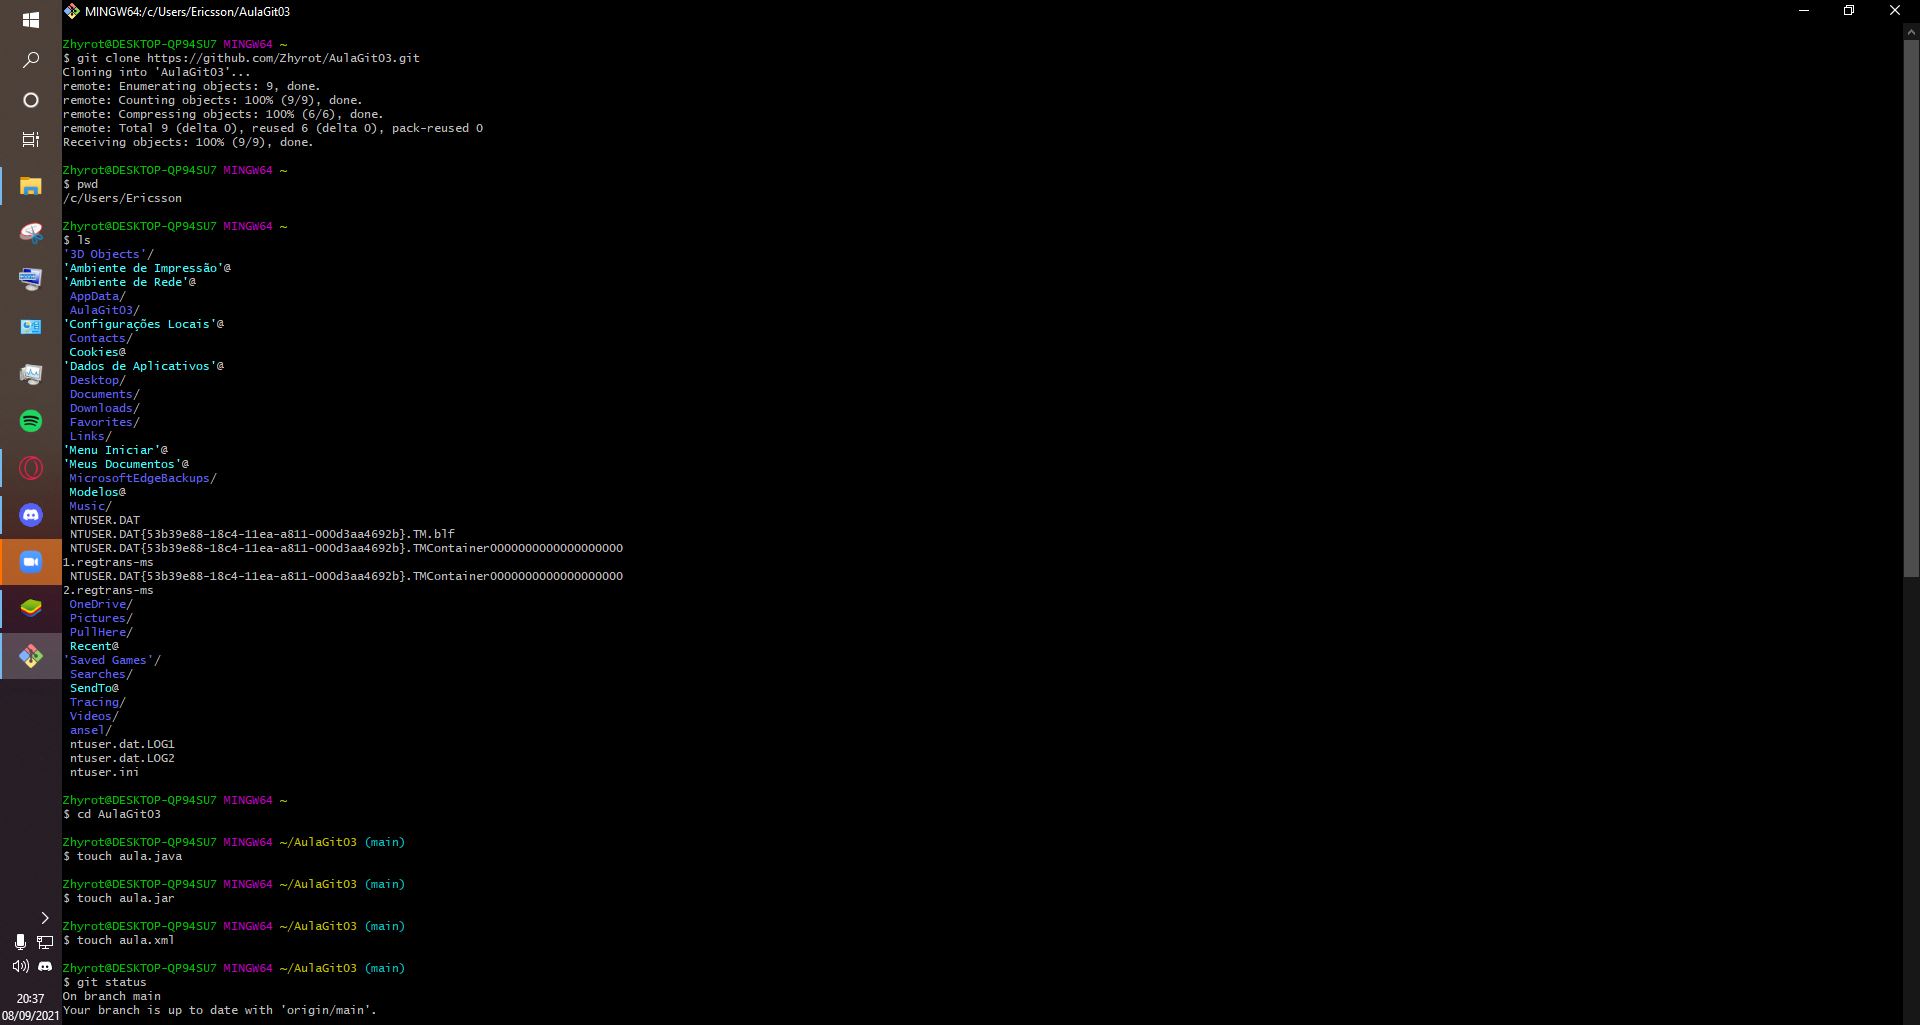 MINGW64:/c/Users/Ericsson/AulaGit03
Zhyrot@DESKTOP-QP94SU7 MINGW64 ~
$ git clone https://github.com/Zhyrot/AulaGit03.git
Cloning into 'AulaGit03'...
remote: Enumerating objects: 9, done.
remote: Counting objects: 100% (9/9), done.
remote: Compressing objects: 100% (6/6), done.
remote: Total 9 (delta 0), reused 6 (delta 0), pack-reused 0
Receiving objects: 100% (9/9), done.
Zhyrot@DESKTOP-QP94SU7 MINGW64 ~
$ pwd
/c/Users/Ericsson
Zhyrot@DESKTOP-QP94SU7 MINGW64 ~
$ ls
'3D Objects'/
'Ambiente de Impressão'@
'Ambiente de Rede'@
AppData/
AulaGit03/
'Configurações Locais'@
Contacts/
Cookies@
'Dados de Aplicativos'@
Desktop/
Documents/
Downloads/
Favorites/
Links/
'Menu Iniciar'@
'Meus Documentos'@
MicrosoftEdgeBackups/
Modelos@
Music/
NTUSER.DAT
NTUSER.DAT{53b39e88-18c4-11ea-a811-000d3aa4692b}.TM.blf
NTUSER.DAT{53b39e88-18c4-11ea-a811-000d3aa4692b}.TMContainer0000000000000000000
1.regtrans-ms
NTUSER.DAT{53b39e88-18c4-11ea-a811-000d3aa4692b}.TMContainer0000000000000000000
2.regtrans-ms
OneDrive/
Pictures/
PullHere/
Recent@
'Saved Games'/
Searches/
SendTo@
Tracing/
Videos/
ansel/
ntuser.dat.LOG1
ntuser.dat.LOG2
ntuser.ini
Zhyrot@DESKTOP-QP94SU7 MINGW64 ~
$ cd AulaGit03
Zhyrot@DESKTOP-QP94SU7 MINGW64 ~/AulaGit03 (main)
$ touch aula.java
Zhyrot@DESKTOP-QP94SU7 MINGW64 ~/AulaGit03 (main)
$ touch aula.jar
Zhyrot@DESKTOP-QP94SU7 MINGW64 ~/AulaGit03 (main)
$ touch aula.xml
Zhyrot@DESKTOP-QP94SU7 MINGW64 ~/AulaGit03 (main)
$ git status
On branch main
Your branch is up to date with 'origin/main'.
20:37
08/09/2021